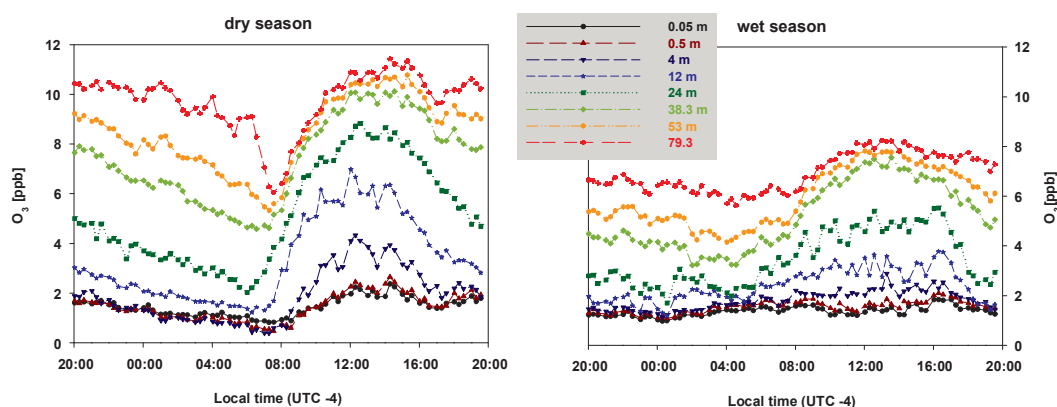 dry season
wet season
0.05 m
0.5 m
4 m
12 m
24 m
38.3 m
53 m
79.3
12
10
8
6
4
2
0
O3 [ppb]
20:00 00:00 04:00 08:00 12:00 16:00 20:00
Local time (UTC -4)
12
10
8
6
4
2
0
O3[ppb]
20:00 00:00 04:00 08:00 12:00 16:00 20:00
Local time (UTC -4)